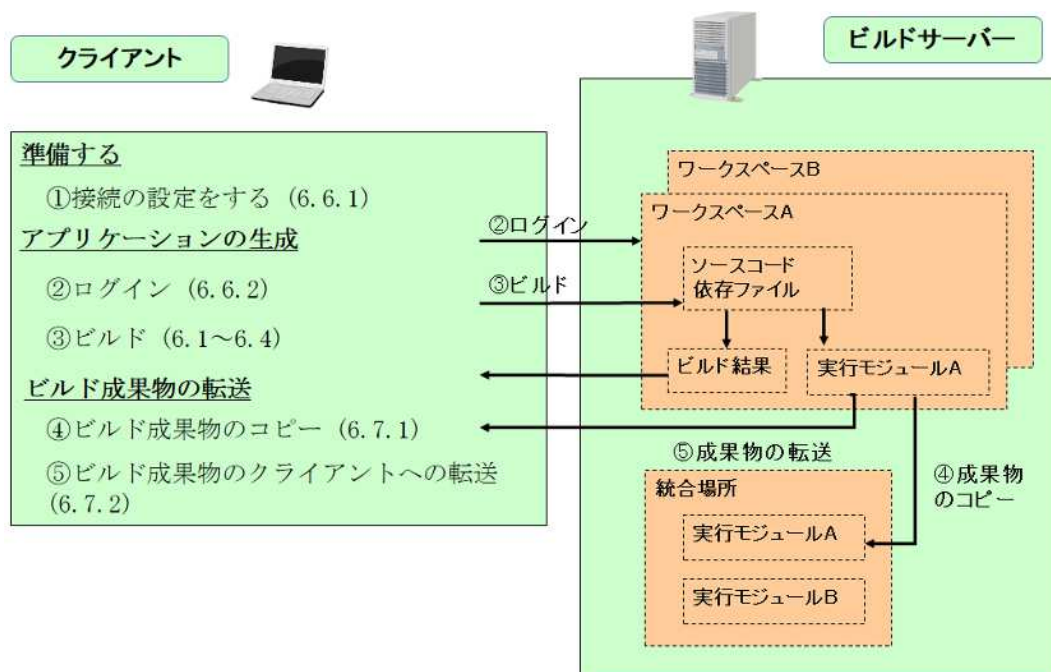 クライアント
ビルドサーバー
準備する
①接続の設定をする (6.6.1)
アプリケーションの生成
②ログイン (6.6.2)
③ビルド (6.1~6.4)
ビルド成果物の転送
④ビルド成果物のコピー (6.7.1)
⑤ビルド成果物のクライアントへの転送
(6.7.2)
②ログイン
③ビルド
ワークスペースB
ワークスペースA
ソースコード
依存ファイル
ビルド結果
実行モジュールA
⑤成果物の転送
④成果物
のコピー
統合場所
実行モジュールA
実行モジュールB